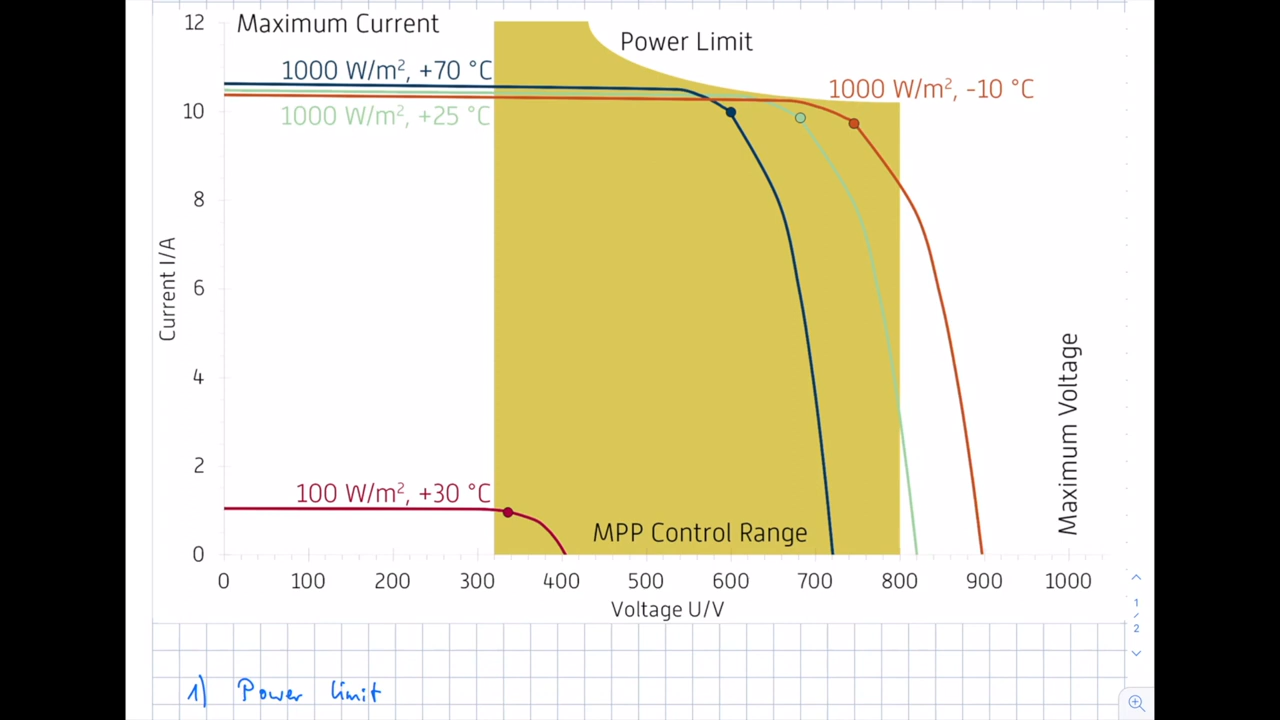 Maximum Current
Power Limit
1000 W/m², +70 °C
1000 W/m², -10 °C
1000 W/m², +25 °C
100 W/m², +30 °C
MPP Control Range
Maximum Voltage
Current I/A
12
10
8
6
4
2
0
0 100 200 300 400 500 600 700 800 900 1000
Voltage U/V
1
/
2
1) Power limit